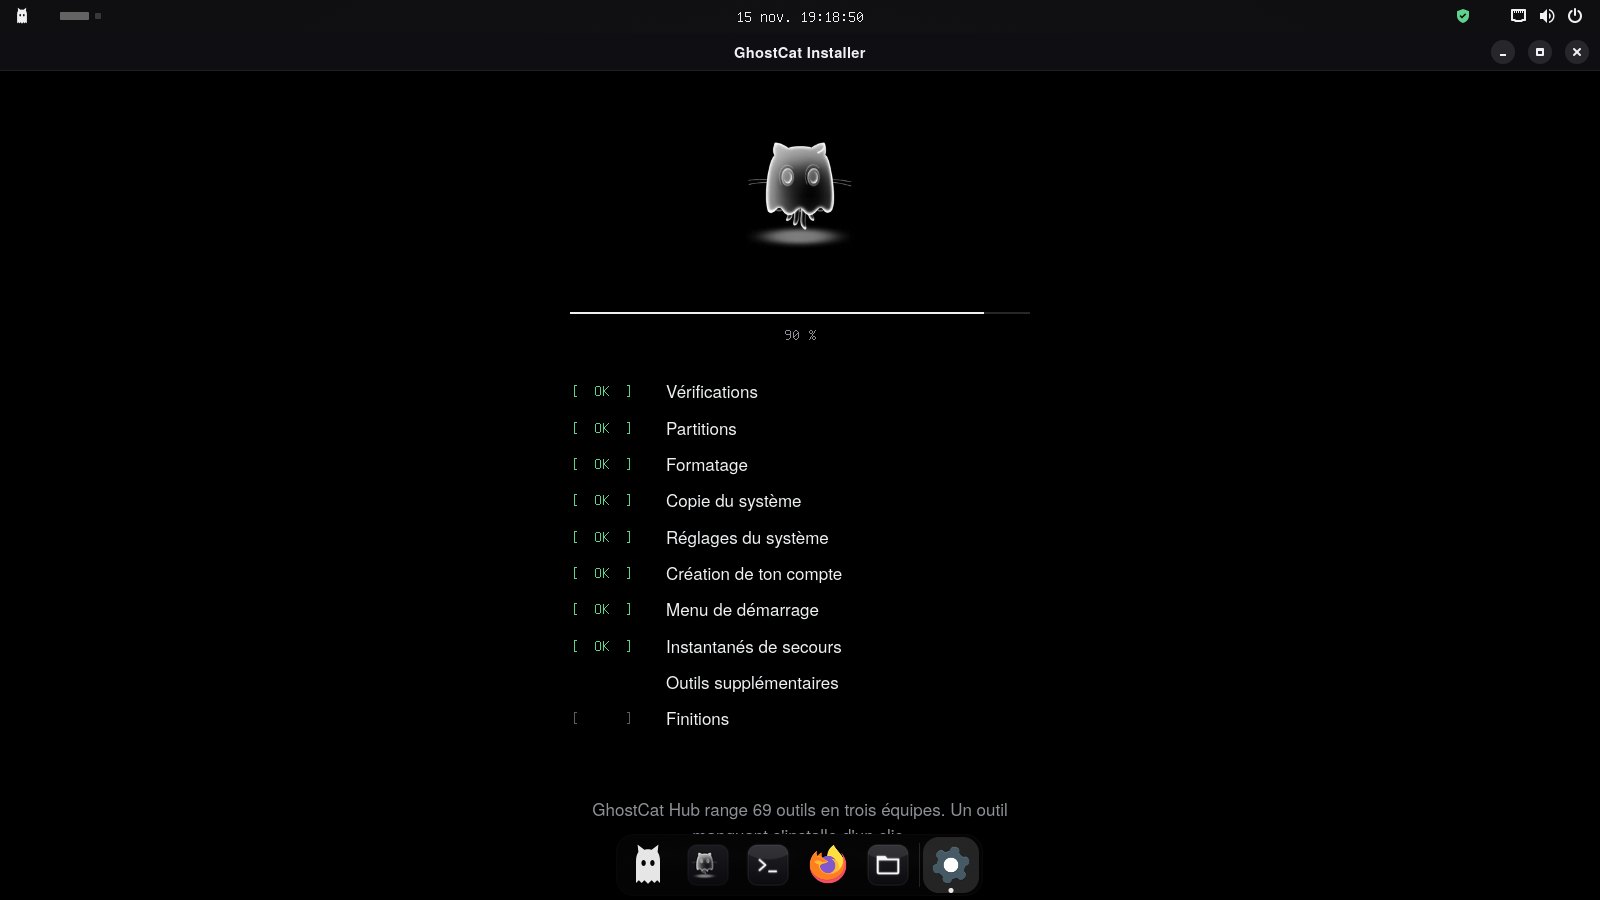 15 nov. 19:18:50
GhostCat Installer
90 %
[ OK ] Vérifications
[ OK ] Partitions
[ OK ] Formatage
[ OK ] Copie du système
[ OK ] Réglages du système
[ OK ] Création de ton compte
[ OK ] Menu de démarrage
[ OK ] Instantanés de secours
Outils supplémentaires
[ ] Finitions
GhostCat Hub range 69 outils en trois équipes. Un outil